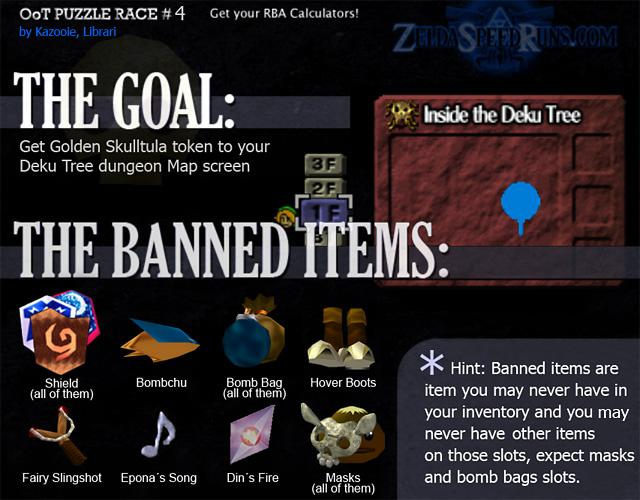 OoT PUZZLE RACE # 4
Get your RBA Calculators!
by Kazooie, Librari
ZELDASPEEDRUNS.COM
THE GOAL:
Get Golden Skulltula token to your
Deku Tree dungeon Map screen
Inside the Deku Tree
3F
2F
1F
THE BANNED ITEMS:
Shield
(all of them)
Bombchu
Bomb Bag
(all of them)
Hover Boots
Fairy Slingshot
Epona´s Song
Din´s Fire
Masks
(all of them)
* Hint: Banned items are
item you may never have in
your inventory and you may
never have other items
on those slots, expect masks
and bomb bags slots.